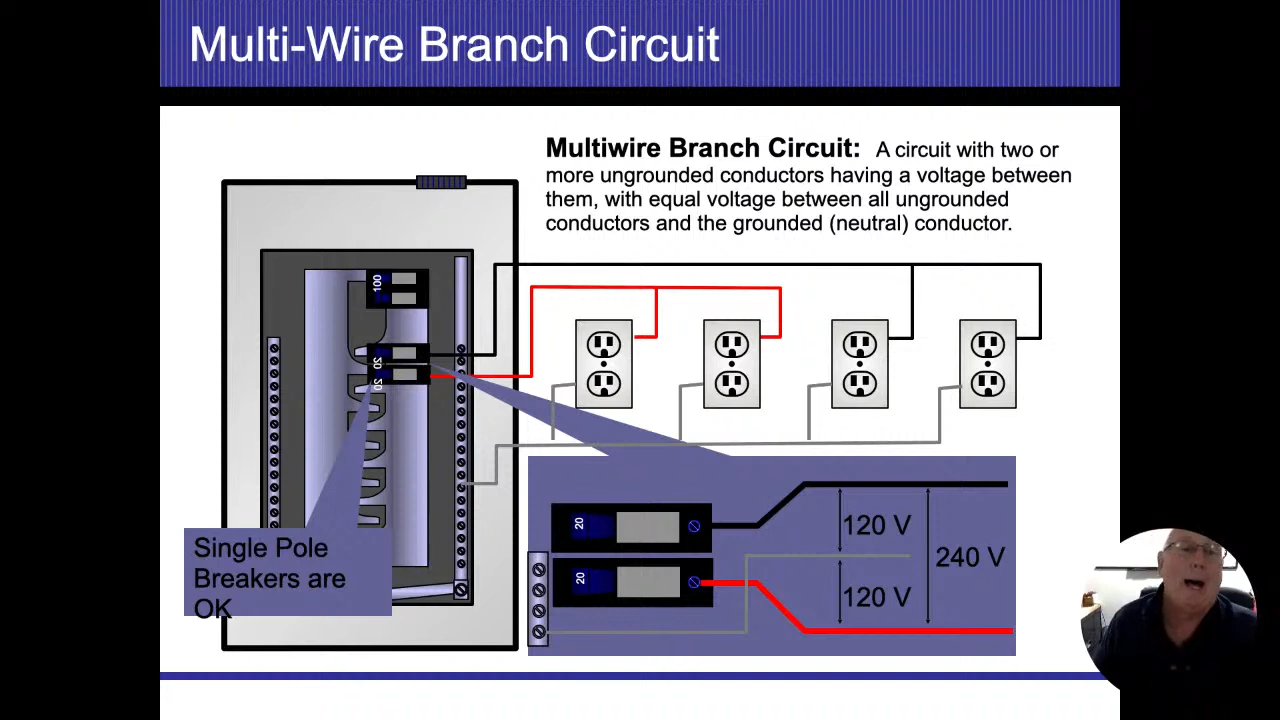 Multi-Wire Branch Circuit
Multiwire Branch Circuit: A circuit with two or
more ungrounded conductors having a voltage between
them, with equal voltage between all ungrounded
conductors and the grounded (neutral) conductor.
100
20
20
Single Pole
Breakers are
OK
20
20
120 V
240 V
120 V